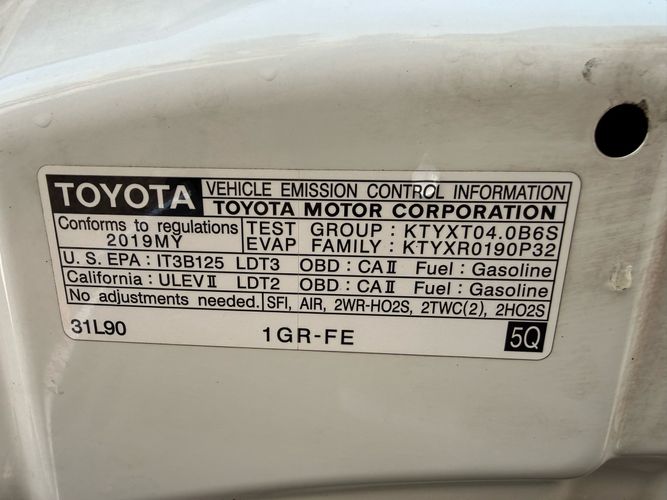 TOYOTA VEHICLE EMISSION CONTROL INFORMATION
TOYOTA MOTOR CORPORATION
Conforms to regulations 2019MY
TEST GROUP : KTYXT04.0B6S
EVAP FAMILY : KTYXR0190P32
U. S. EPA : IT3B125 LDT3 OBD : CAⅡ Fuel : Gasoline
California : ULEVⅡ LDT2 OBD : CAⅡ Fuel : Gasoline
No adjustments needed. SFI, AIR, 2WR-HO2S, 2TWC(2), 2HO2S
31L90 1GR-FE 5Q